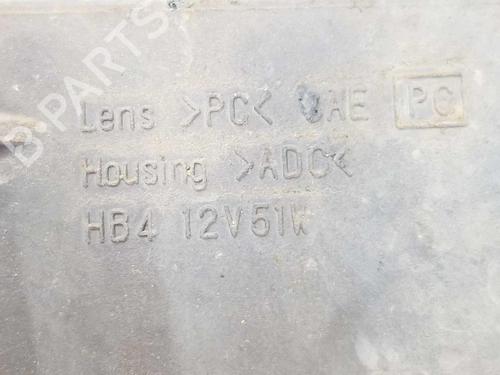 B-PARTS
Lens >PC< SAE PC
Housing >ADC<
HB4 12V51W